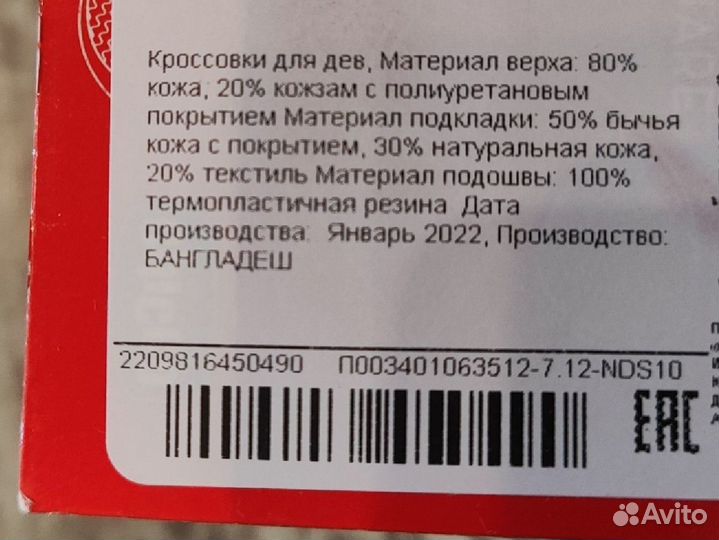 Кроссовки для дев, Материал верха: 80%
кожа, 20% кожзам с полиуретановым
покрытием Материал подкладки: 50% бычья
кожа с покрытием, 30% натуральная кожа,
20% текстиль Материал подошвы: 100%
термопластичная резина Дата
производства: Январь 2022, Производство:
БАНГЛАДЕШ
2209816450490 П003401063512-7.12-NDS10
EAC
Avito